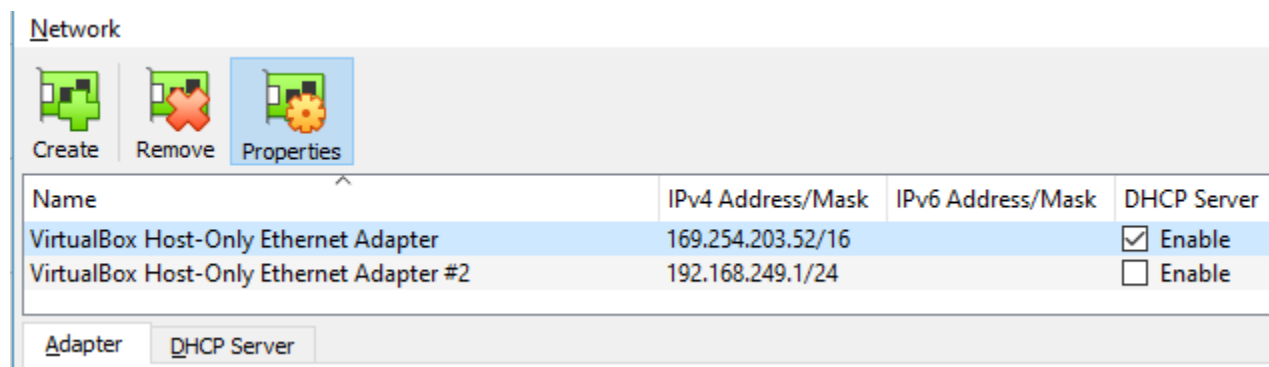 Network
Create Remove Properties
Name IPv4 Address/Mask IPv6 Address/Mask DHCP Server
VirtualBox Host-Only Ethernet Adapter 169.254.203.52/16 Enable
VirtualBox Host-Only Ethernet Adapter #2 192.168.249.1/24 Enable
Adapter DHCP Server